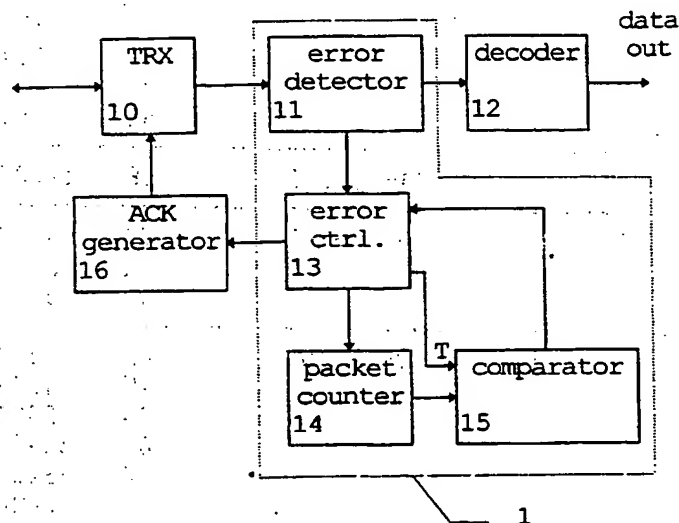 data
out
TRX
10
error
detector
11
decoder
12
ACK
generator
16
error
ctrl.
13
T
packet
counter
14
comparator
15
1